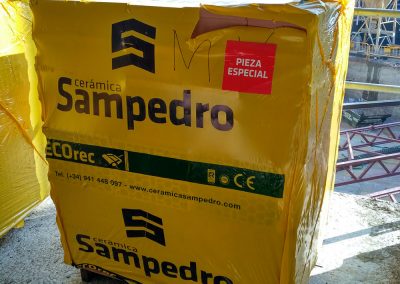 S M
PIEZA
ESPECIAL
cerámica
Sampedro
ECOrec
CE
Tel. (+34) 941 448 097 - www.ceramicasampedro.com
cerámica
Sampedro